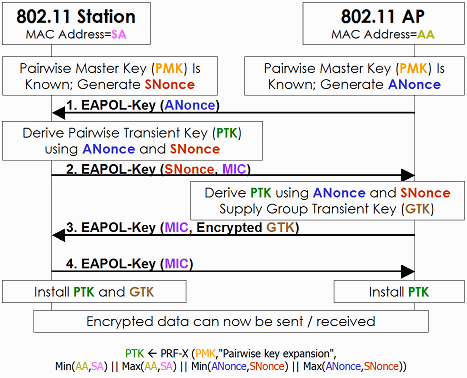 802.11 Station
MAC Address=SA
802.11 AP
MAC Address=AA
Pairwise Master Key (PMK) Is
Known; Generate SNonce
Pairwise Master Key (PMK) Is
Known; Generate ANonce
1. EAPOL-Key (ANonce)
Derive Pairwise Transient Key (PTK)
using ANonce and SNonce
2. EAPOL-Key (SNonce, MIC)
Derive PTK using ANonce and SNonce
Supply Group Transient Key (GTK)
3. EAPOL-Key (MIC, Encrypted GTK)
4. EAPOL-Key (MIC)
Install PTK and GTK
Install PTK
Encrypted data can now be sent / received
PTK ← PRF-X (PMK,"Pairwise key expansion",
Min(AA,SA) || Max(AA,SA) || Min(ANonce,SNonce) || Max(ANonce,SNonce))